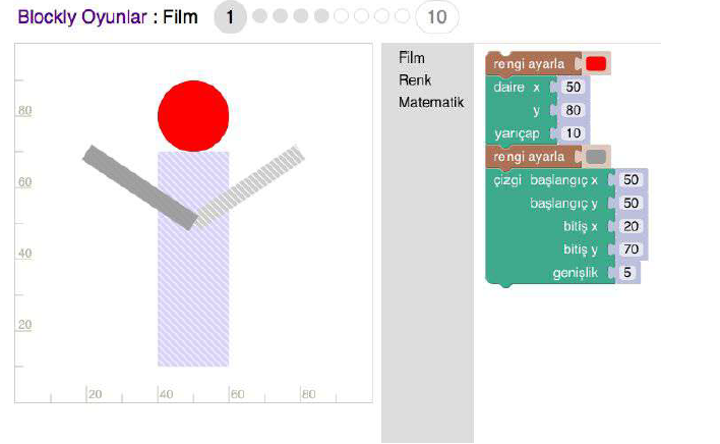 Blockly Oyunlar : Film 1 10
Film
Renk
Matematik
rengi ayarla
daire x 50
y 80
yarıçap 10
rengi ayarla
çizgi başlangıç x 50
başlangıç y 50
bitiş x 20
bitiş y 70
genişlik 5
80
60
40
20
20 40 60 80